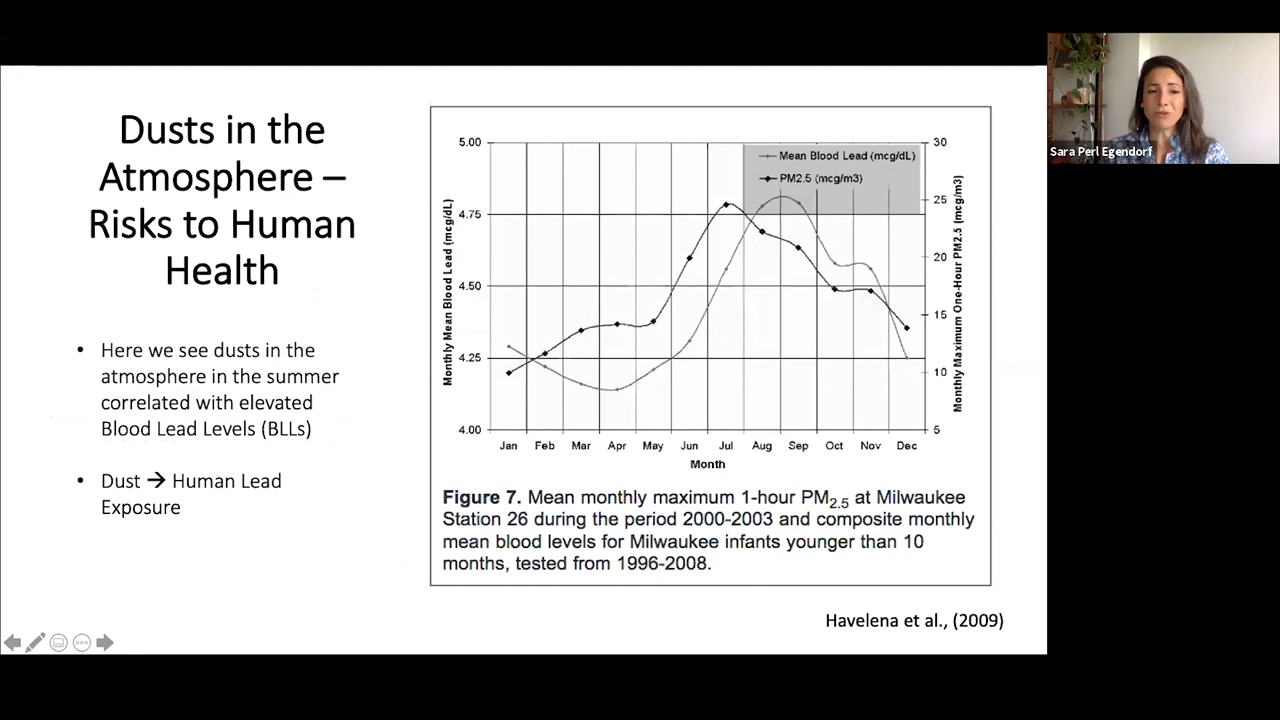 Dusts in the
Atmosphere –
Risks to Human
Health
• Here we see dusts in the
atmosphere in the summer
correlated with elevated
Blood Lead Levels (BLLs)
• Dust → Human Lead
Exposure
Monthly Mean Blood Lead (mcg/dL)
5.00
4.75
4.50
4.25
4.00
Mean Blood Lead (mcg/dL)
PM2.5 (mcg/m3)
30
25
20
15
10
5
Monthly Maximum One-Hour PM2.5 (mcg/m3)
Jan Feb Mar Apr May Jun Jul Aug Sep Oct Nov Dec
Month
Figure 7. Mean monthly maximum 1-hour PM2.5 at Milwaukee
Station 26 during the period 2000-2003 and composite monthly
mean blood levels for Milwaukee infants younger than 10
months, tested from 1996-2008.
Havelena et al., (2009)
Sara Perl Egendorf